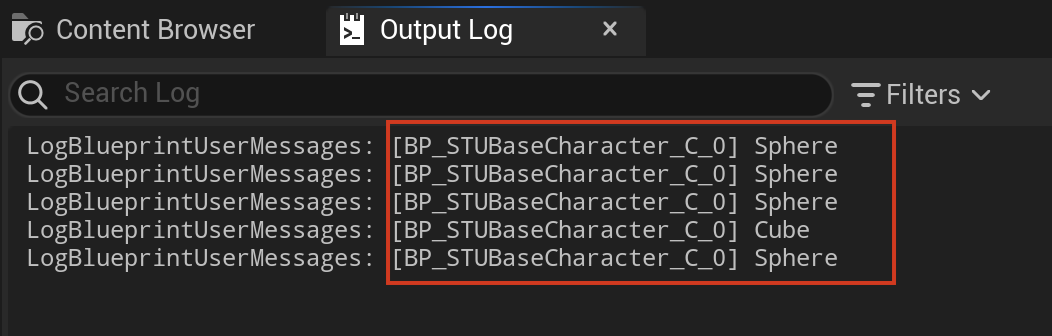 Content Browser
Output Log
Search Log
Filters
LogBlueprintUserMessages: [BP_STUBaseCharacter_C_0] Sphere
LogBlueprintUserMessages: [BP_STUBaseCharacter_C_0] Sphere
LogBlueprintUserMessages: [BP_STUBaseCharacter_C_0] Sphere
LogBlueprintUserMessages: [BP_STUBaseCharacter_C_0] Cube
LogBlueprintUserMessages: [BP_STUBaseCharacter_C_0] Sphere